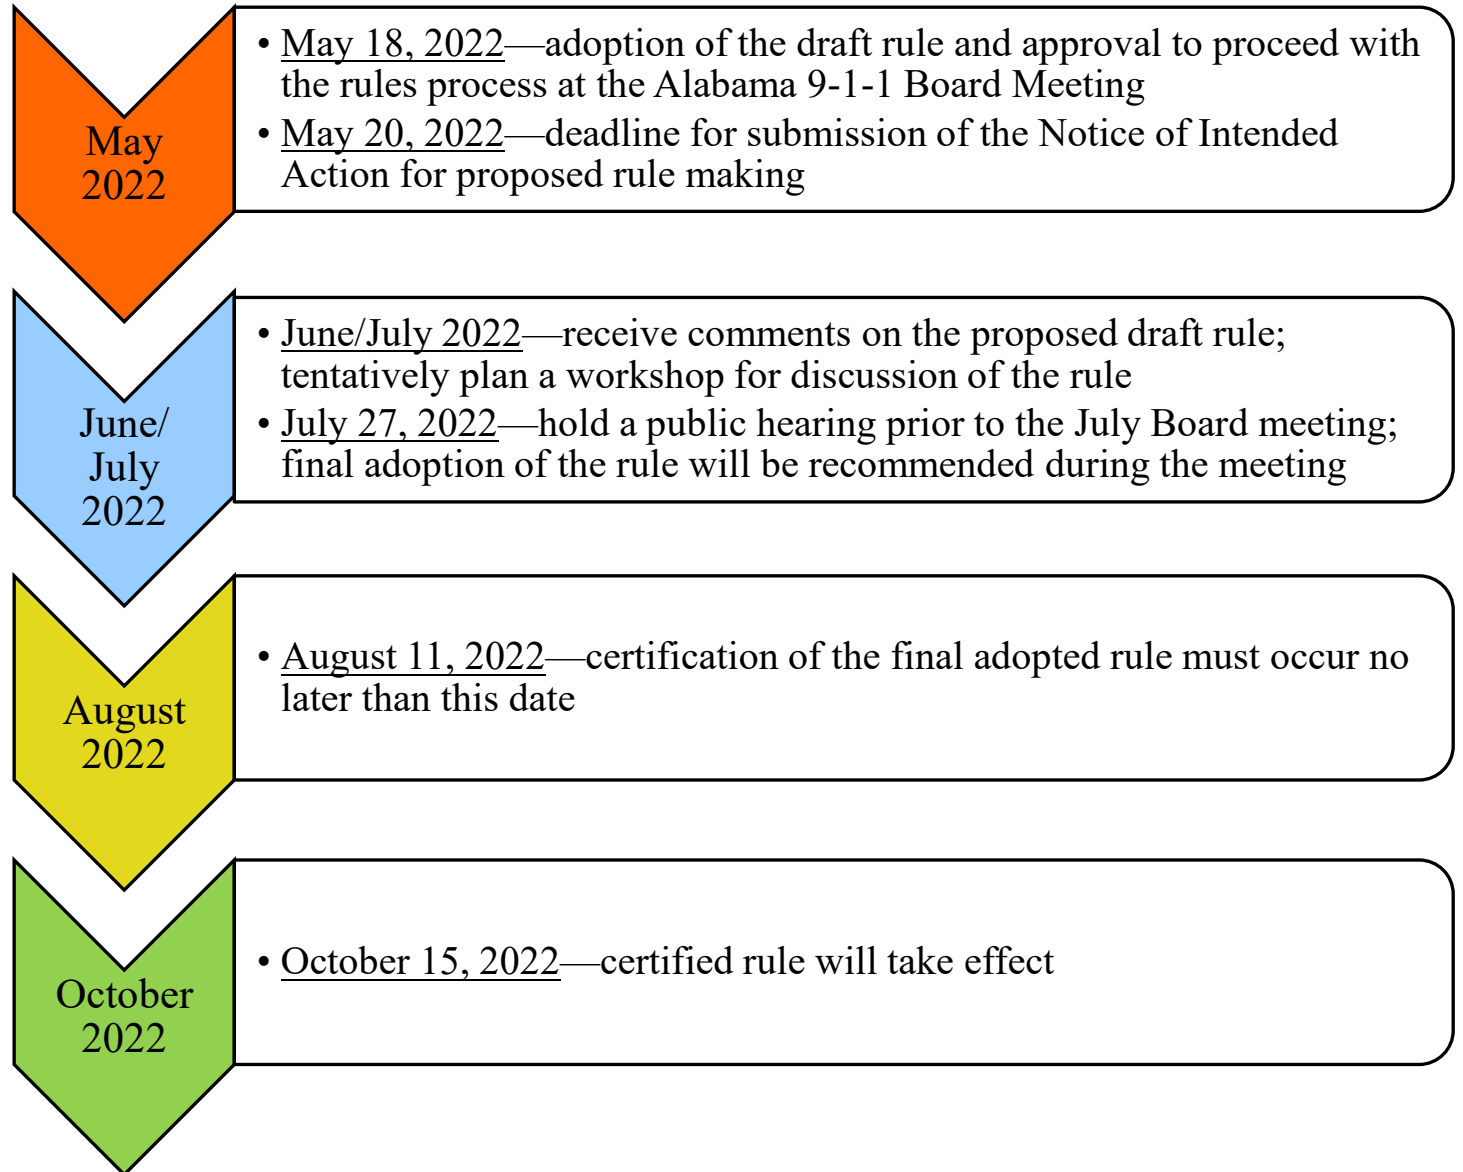 May
2022
• May 18, 2022—adoption of the draft rule and approval to proceed with
the rules process at the Alabama 9-1-1 Board Meeting
• May 20, 2022—deadline for submission of the Notice of Intended
Action for proposed rule making
June/
July
2022
• June/July 2022—receive comments on the proposed draft rule;
tentatively plan a workshop for discussion of the rule
• July 27, 2022—hold a public hearing prior to the July Board meeting;
final adoption of the rule will be recommended during the meeting
August
2022
• August 11, 2022—certification of the final adopted rule must occur no
later than this date
October
2022
• October 15, 2022—certified rule will take effect